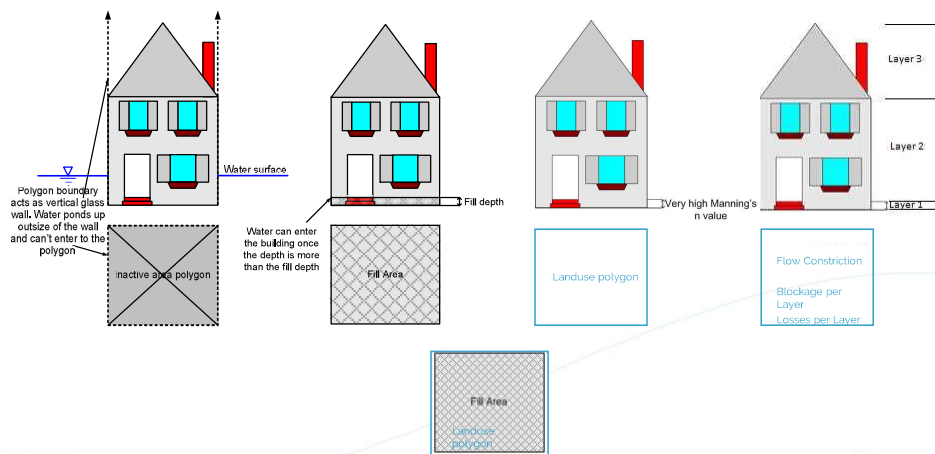 Water surface
Polygon boundary
acts as vertical glass
wall. Water ponds up
outsize of the wall
and can't enter to the
polygon
Inactive area polygon
Fill depth
Water can enter
the building once
the depth is more
than the fill depth
Fill Area
Very high Manning's
n value
Landuse polygon
Layer 3
Layer 2
Layer 1
Flow Constriction
Blockage per
Layer
Losses per Layer
Fill Area
Landuse
polygon